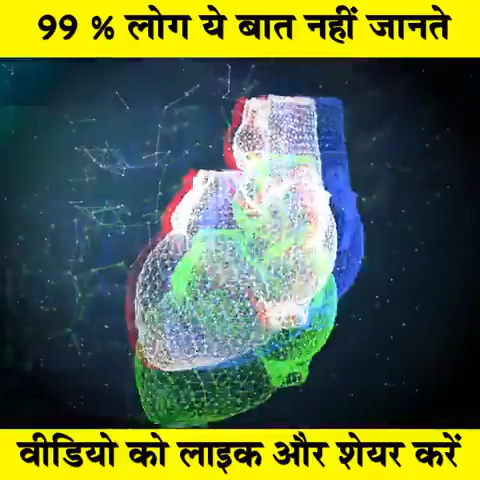 99 % लोग ये बात नहीं जानते
वीडियो को लाइक और शेयर करें